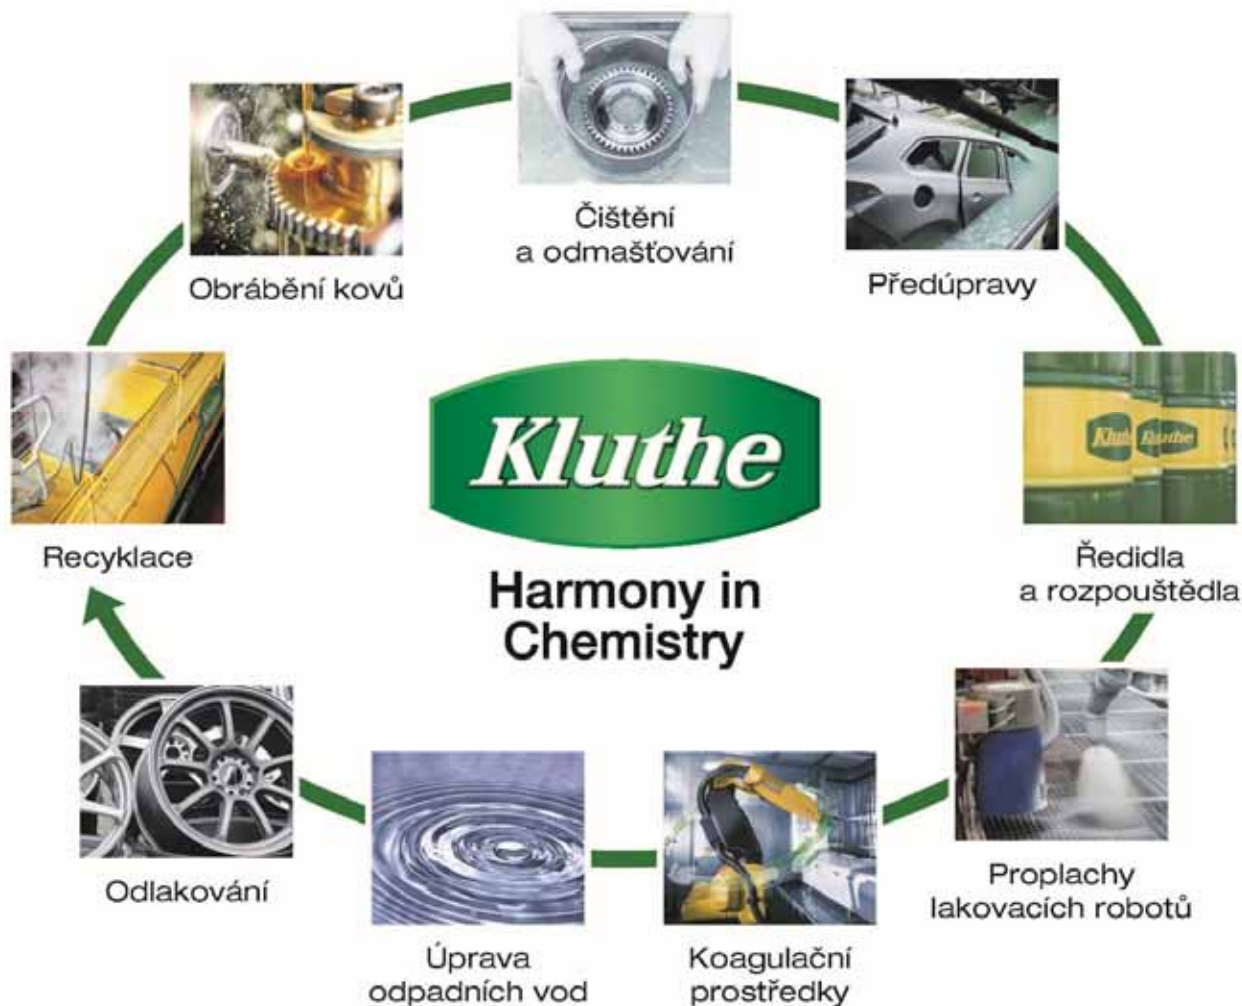 Čištění
a odmašťování
Předúpravy
Ředidla
a rozpouštědla
Proplachy
lakovacích robotů
Koagulační
prostředky
Úprava
odpadních vod
Odlakování
Recyklace
Obrábění kovů
Kluthe
Harmony in
Chemistry
Kluthe